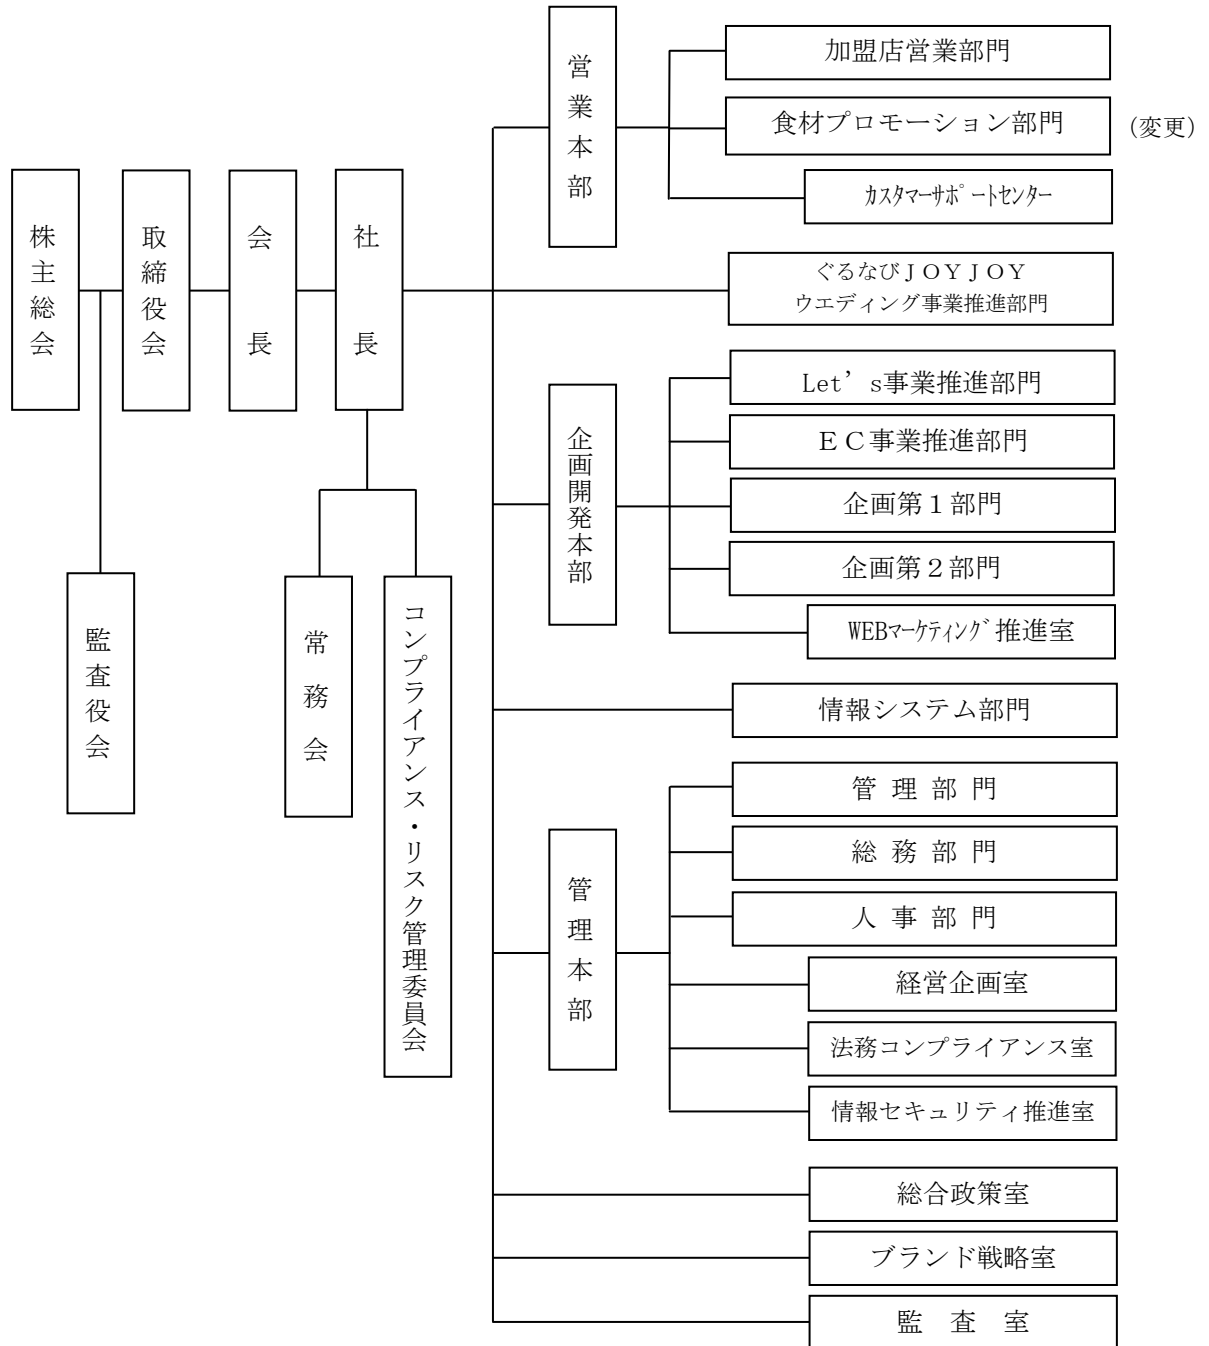 株主総会
取締役会
会長
社長
監査役会
常務会
コンプライアンス・リスク管理委員会
営業本部
加盟店営業部門
食材プロモーション部門 (変更)
カスタマーサポートセンター
ぐるなびＪＯＹＪＯＹ
ウエディング事業推進部門
企画開発本部
Let’s事業推進部門
ＥＣ事業推進部門
企画第１部門
企画第２部門
WEBマーケティング推進室
情報システム部門
管理本部
管理部門
総務部門
人事部門
経営企画室
法務コンプライアンス室
情報セキュリティ推進室
総合政策室
ブランド戦略室
監査室